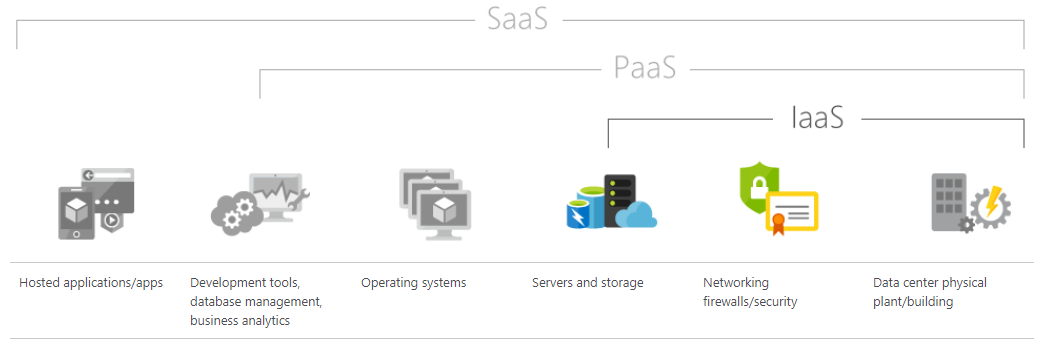 SaaS
PaaS
IaaS
Hosted applications/apps
Development tools,
database management,
business analytics
Operating systems
Servers and storage
Networking
firewalls/security
Data center physical
plant/building